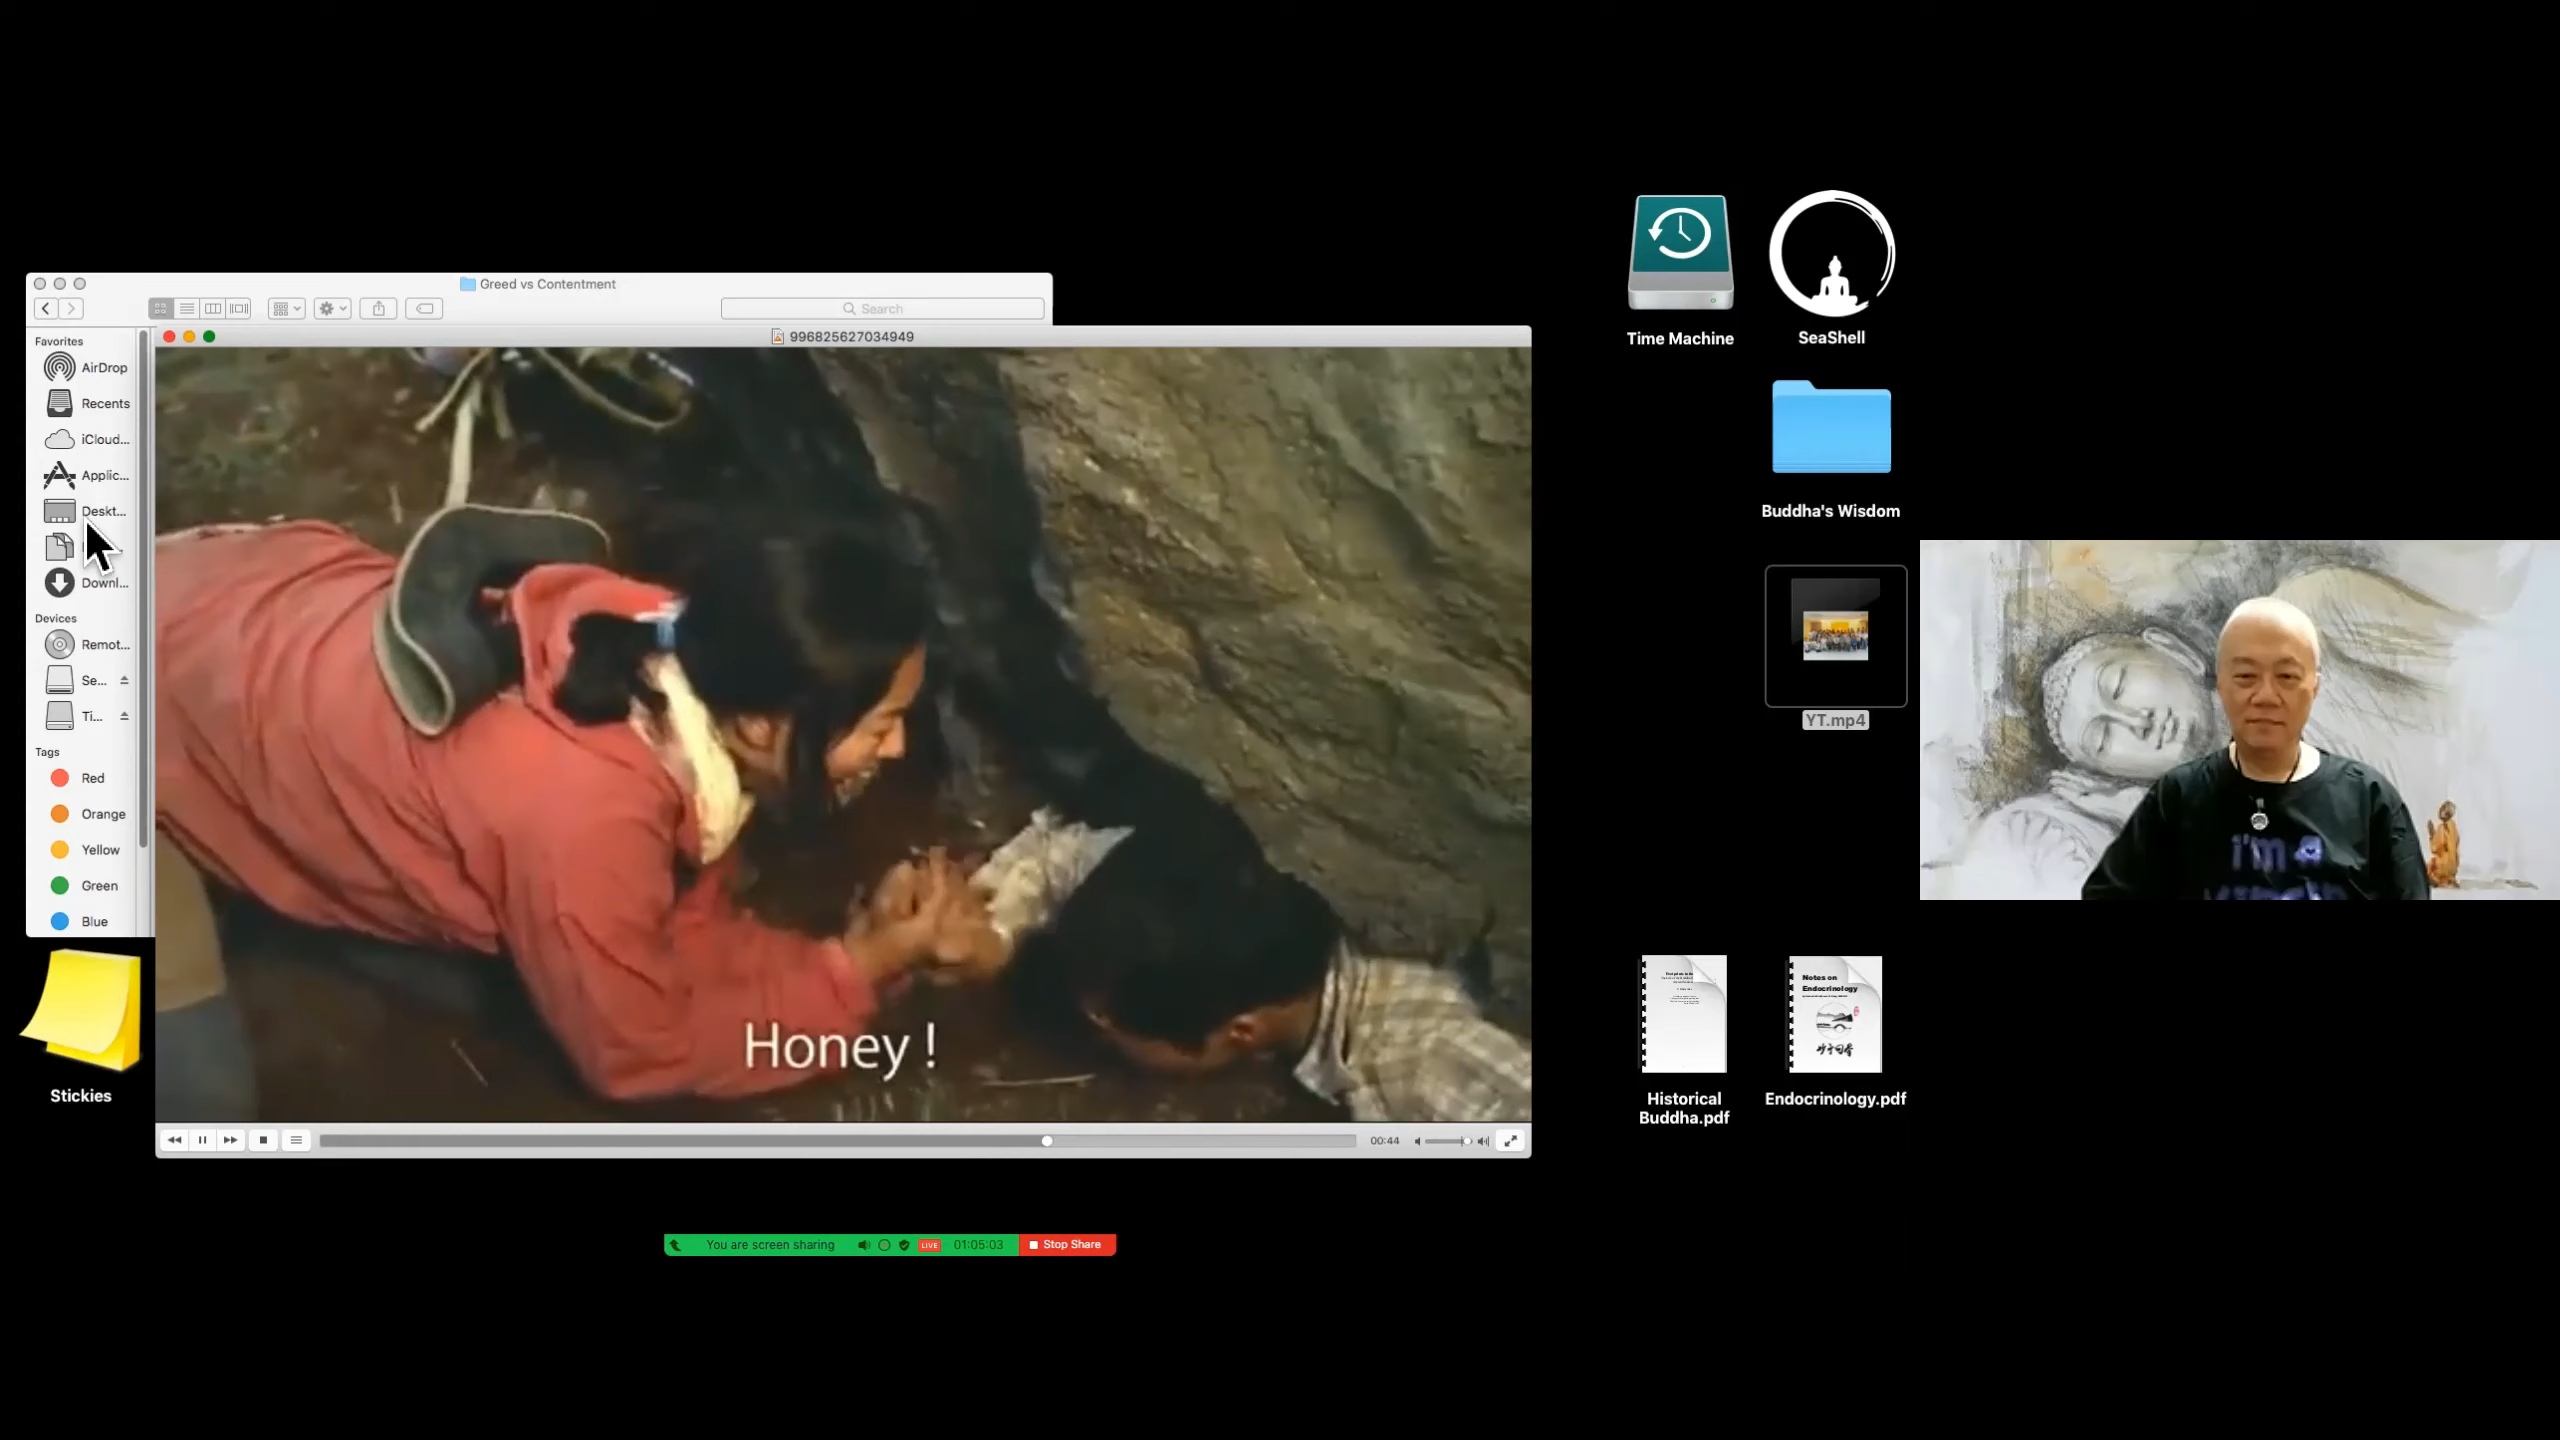 Greed vs Contentment
Search
Favorites
AirDrop
Recents
iCloud...
Applic...
Deskt...
Downl...
Devices
Remot...
Se...
Ti...
Tags
Red
Orange
Yellow
Green
Blue
996825627034949
Honey !
00:44
Stickies
You are screen sharing
LIVE
01:05:03
Stop Share
Time Machine
SeaShell
Buddha's Wisdom
YT.mp4
i'm a
Notes on
Endocrinology
Historical
Buddha.pdf
Endocrinology.pdf